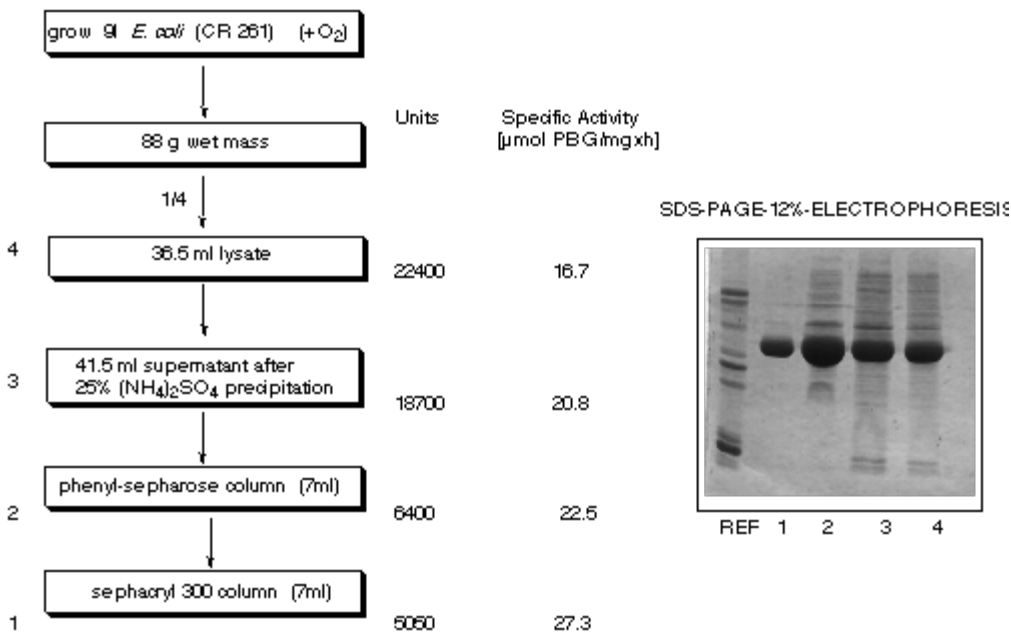 grow 9l E. coli (CR 261) (+O₂)
Units
Specific Activity
[µmol PBG/mgxh]
88 g wet mass
1/4
SDS-PAGE-12%-ELECTROPHORESIS
4
36.5 ml lysate
22400
16.7
3
41.5 ml supernatant after
25% (NH₄)₂SO₄ precipitation
18700
20.8
phenyl-sepharose column (7ml)
2
6400
22.5
REF 1 2 3 4
sephacryl 300 column (7ml)
1
5050
27.3